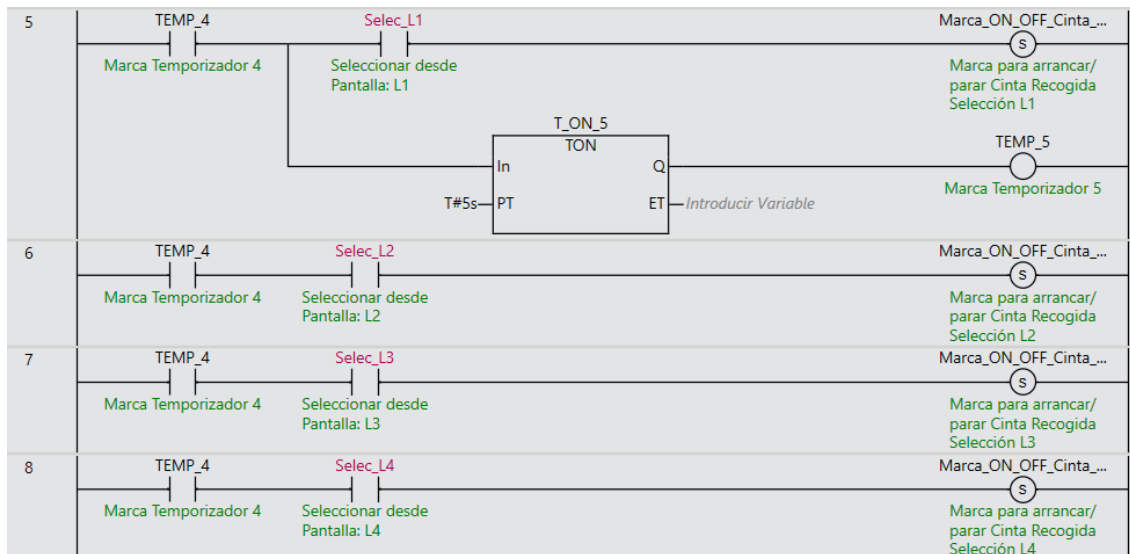 5
TEMP_4
Selec_L1
Marca_ON_OFF_Cinta_...
S
Marca Temporizador 4
Seleccionar desde
Pantalla: L1
Marca para arrancar/
parar Cinta Recogida
Selección L1
T_ON_5
TON
In
Q
T#5s
PT
ET
Introducir Variable
TEMP_5
Marca Temporizador 5
6
TEMP_4
Selec_L2
Marca_ON_OFF_Cinta_...
S
Marca Temporizador 4
Seleccionar desde
Pantalla: L2
Marca para arrancar/
parar Cinta Recogida
Selección L2
7
TEMP_4
Selec_L3
Marca_ON_OFF_Cinta_...
S
Marca Temporizador 4
Seleccionar desde
Pantalla: L3
Marca para arrancar/
parar Cinta Recogida
Selección L3
8
TEMP_4
Selec_L4
Marca_ON_OFF_Cinta_...
S
Marca Temporizador 4
Seleccionar desde
Pantalla: L4
Marca para arrancar/
parar Cinta Recogida
Selección L4